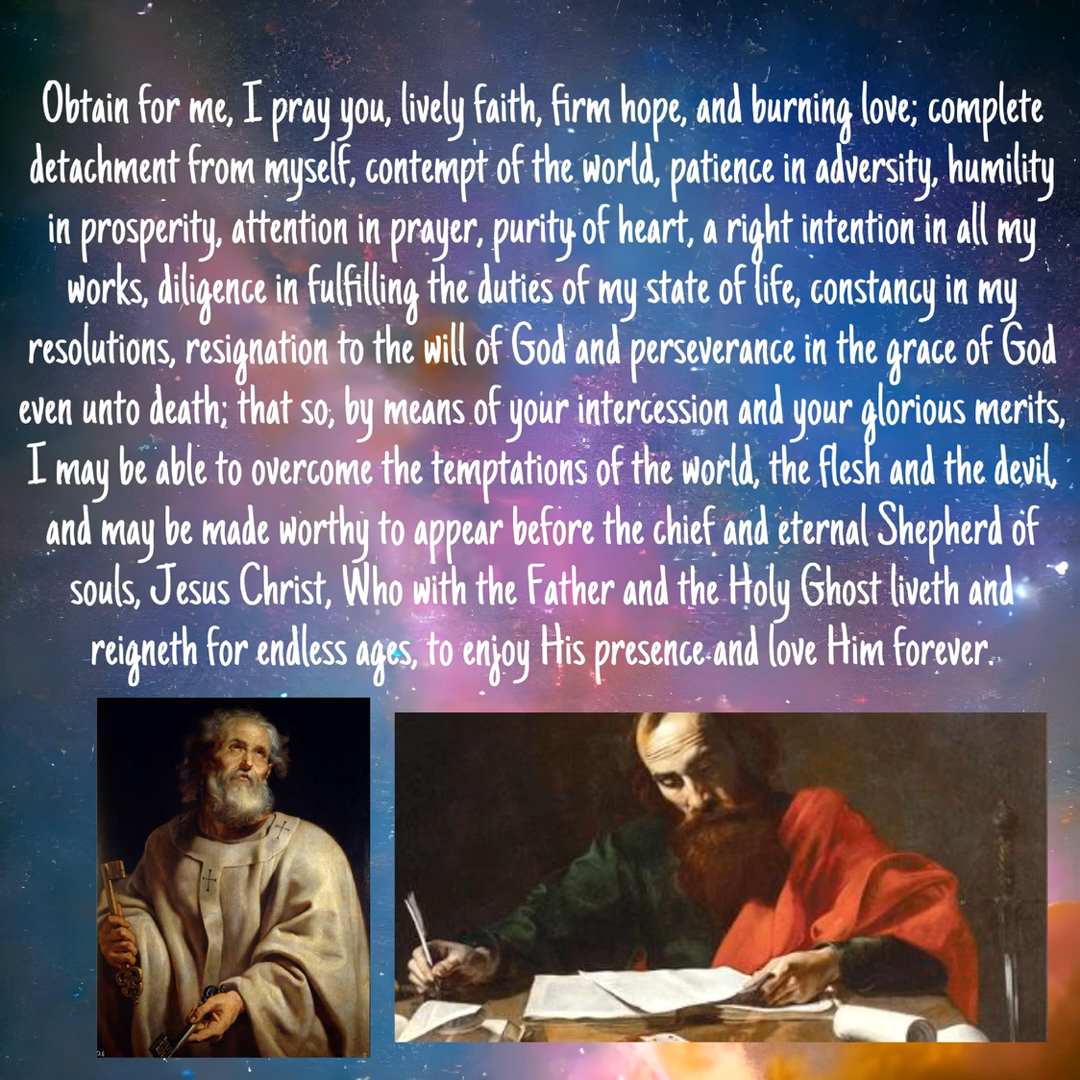 Obtain for me, I pray you, lively faith, firm hope, and burning love; complete
detachment from myself, contempt of the world, patience in adversity, humility
in prosperity, attention in prayer, purity of heart, a right intention in all my
works, diligence in fulfilling the duties of my state of life, constancy in my
resolutions, resignation to the will of God and perseverance in the grace of God
even unto death; that so, by means of your intercession and your glorious merits,
I may be able to overcome the temptations of the world, the flesh and the devil,
and may be made worthy to appear before the chief and eternal Shepherd of
souls, Jesus Christ, Who with the Father and the Holy Ghost liveth and
reigneth for endless ages, to enjoy His presence and love Him forever.